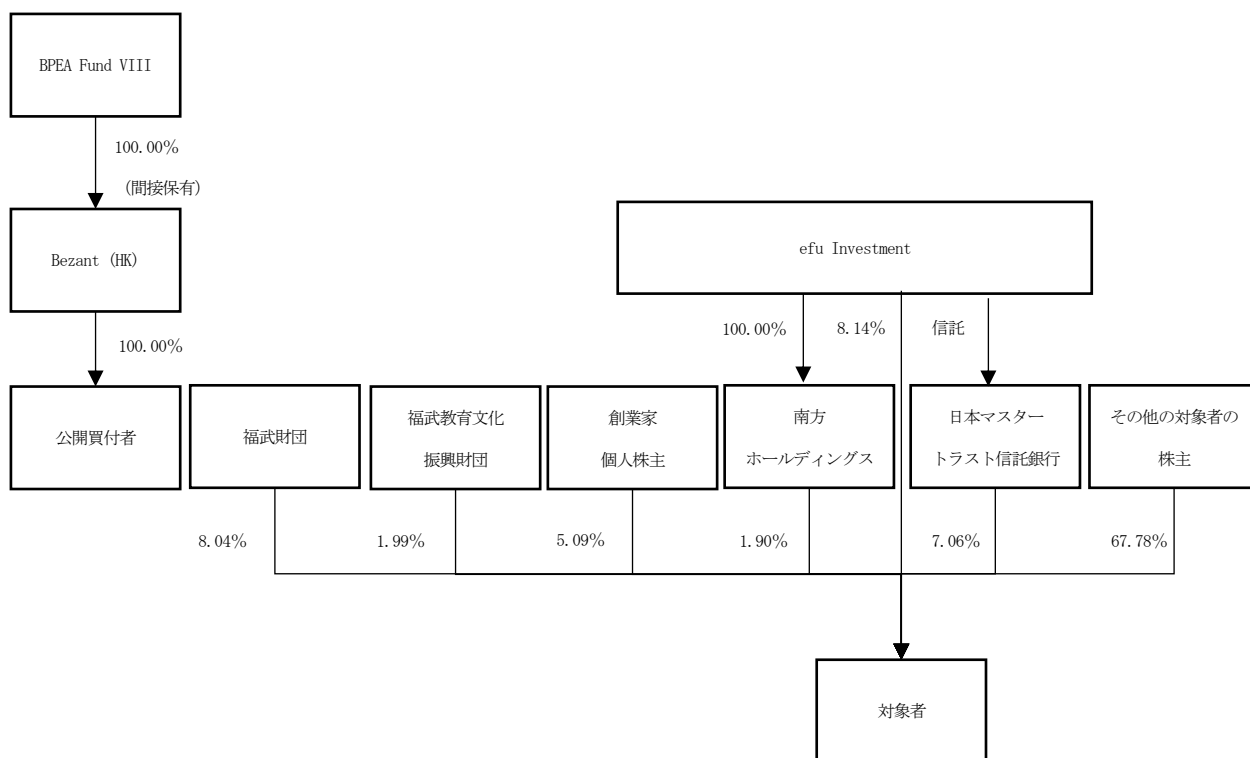 BPEA Fund VIII
100.00%
(間接保有)
Bezant (HK)
efu Investment
100.00%
100.00%
8.14%
信託
公開買付者
福武財団
福武教育文化
振興財団
創業家
個人株主
南方
ホールディングス
日本マスター
トラスト信託銀行
その他の対象者の
株主
8.04%
1.99%
5.09%
1.90%
7.06%
67.78%
対象者